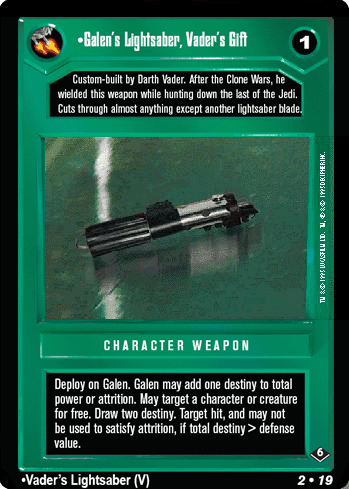 •Galen's Lightsaber, Vader's Gift
1
Custom-built by Darth Vader. After the Clone Wars, he
wielded this weapon while hunting down the last of the Jedi.
Cuts through almost anything except another lightsaber blade.
CHARACTER WEAPON
Deploy on Galen. Galen may add one destiny to total
power or attrition. May target a character or creature
for free. Draw two destiny. Target hit, and may not
be used to satisfy attrition, if total destiny > defense
value.
6
•Vader's Lightsaber (V)
2 • 19